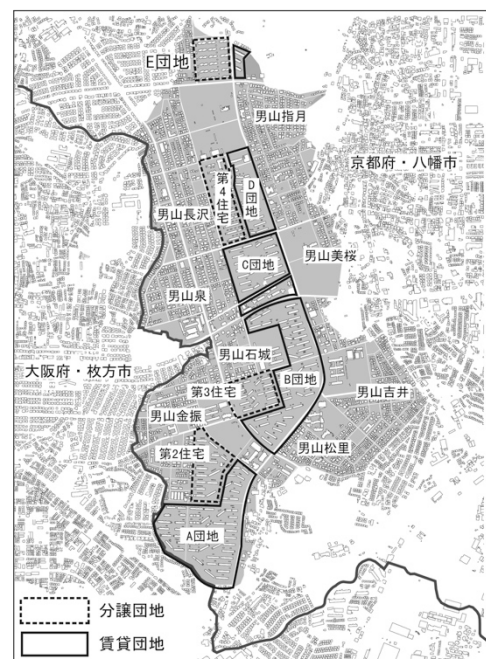 E団地
男山指月
京都府・八幡市
第4住宅
D団地
男山長沢
C団地
男山美桜
男山泉
男山石城
大阪府・枚方市
B団地
第3住宅
男山吉井
男山金振
男山松里
第2住宅
A団地
分譲団地
賃貸団地